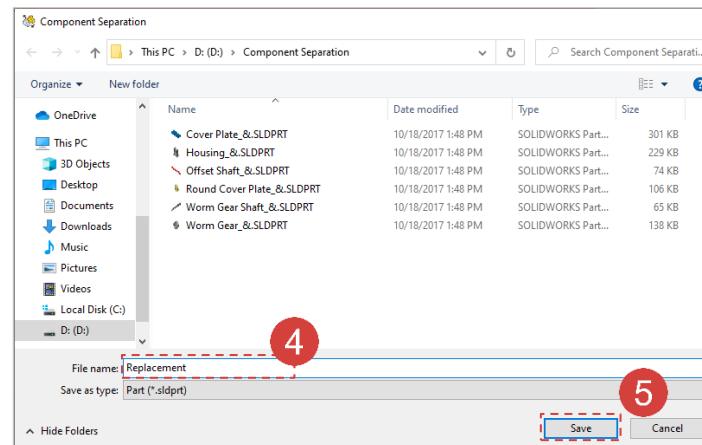 Component Separation
This PC > D: (D:) > Component Separation
Search Component Separati...
Organize
New folder
Name Date modified Type Size
OneDrive
This PC
3D Objects
Desktop
Documents
Downloads
Music
Pictures
Videos
Local Disk (C:)
D: (D:)
Cover Plate_&.SLDPRT 10/18/2017 1:48 PM SOLIDWORKS Part... 301 KB
Housing_&.SLDPRT 10/18/2017 1:48 PM SOLIDWORKS Part... 229 KB
Offset Shaft_&.SLDPRT 10/18/2017 1:48 PM SOLIDWORKS Part... 74 KB
Round Cover Plate_&.SLDPRT 10/18/2017 1:48 PM SOLIDWORKS Part... 106 KB
Worm Gear Shaft_&.SLDPRT 10/18/2017 1:48 PM SOLIDWORKS Part... 65 KB
Worm Gear_&.SLDPRT 10/18/2017 1:48 PM SOLIDWORKS Part... 138 KB
4
File name: Replacement
Save as type: Part (*.sldprt)
5
Hide Folders
Save
Cancel